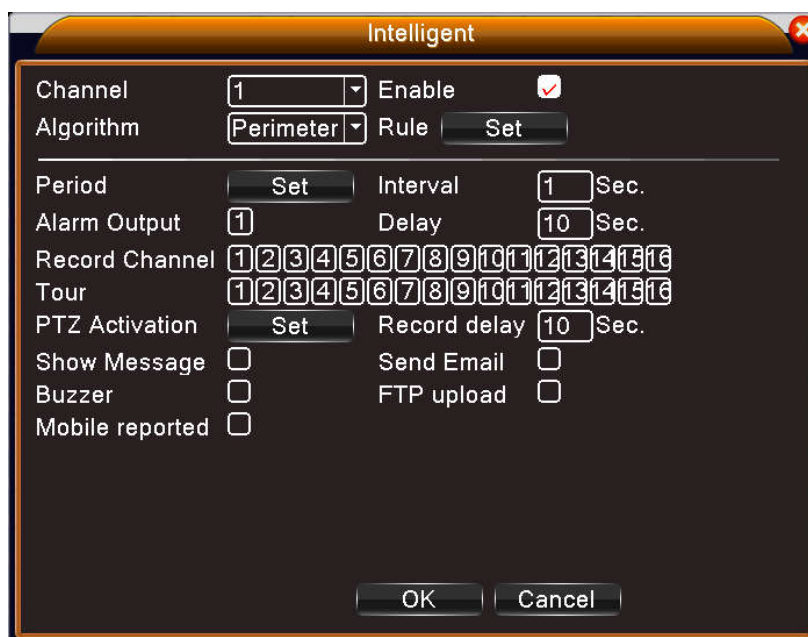 Intelligent
Channel 1 Enable
Algorithm Perimeter Rule Set
Period Set Interval 1 Sec.
Alarm Output 1 Delay 10 Sec.
Record Channel 1 2 3 4 5 6 7 8 9 10 11 12 13 14 15 16
Tour 1 2 3 4 5 6 7 8 9 10 11 12 13 14 15 16
PTZ Activation Set Record delay 10 Sec.
Show Message Send Email
Buzzer FTP upload
Mobile reported
OK Cancel